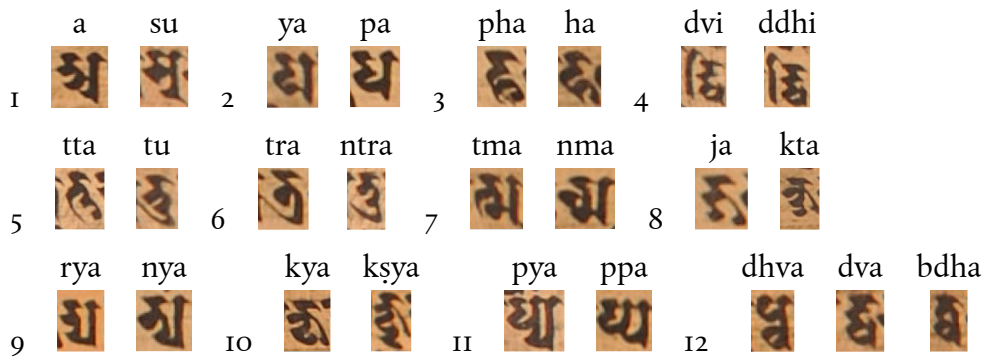 a su ya pa pha ha dvi ddhi
1 2 3 4
tta tu tra ntra tma nma ja kta
5 6 7 8
rya nya kya kṣya pya ppa dhva dva bdha
9 10 11 12